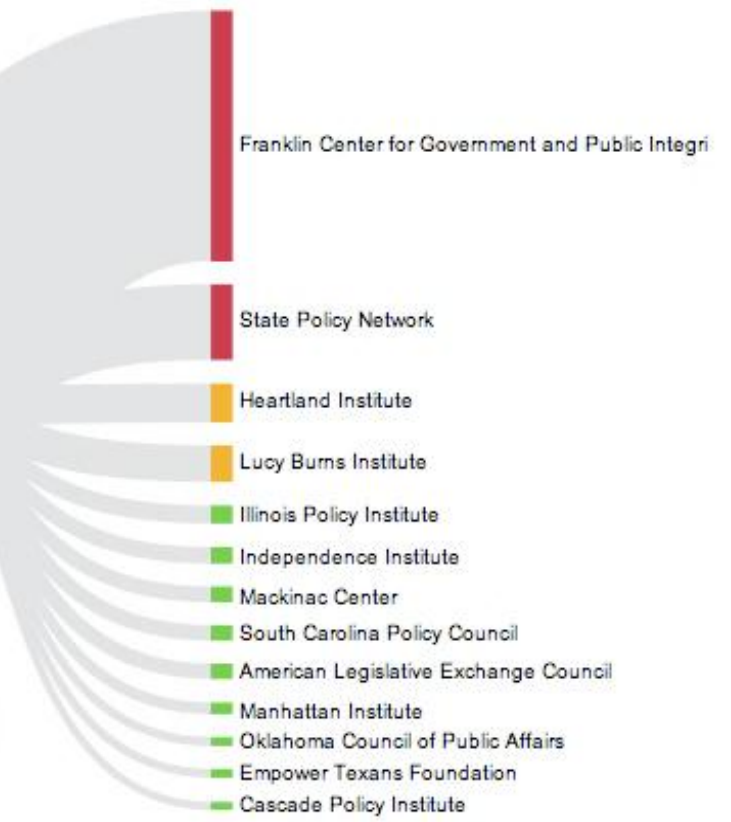 Franklin Center for Government and Public Integri
State Policy Network
Heartland Institute
Lucy Burns Institute
Illinois Policy Institute
Independence Institute
Mackinac Center
South Carolina Policy Council
American Legislative Exchange Council
Manhattan Institute
Oklahoma Council of Public Affairs
Empower Texans Foundation
Cascade Policy Institute